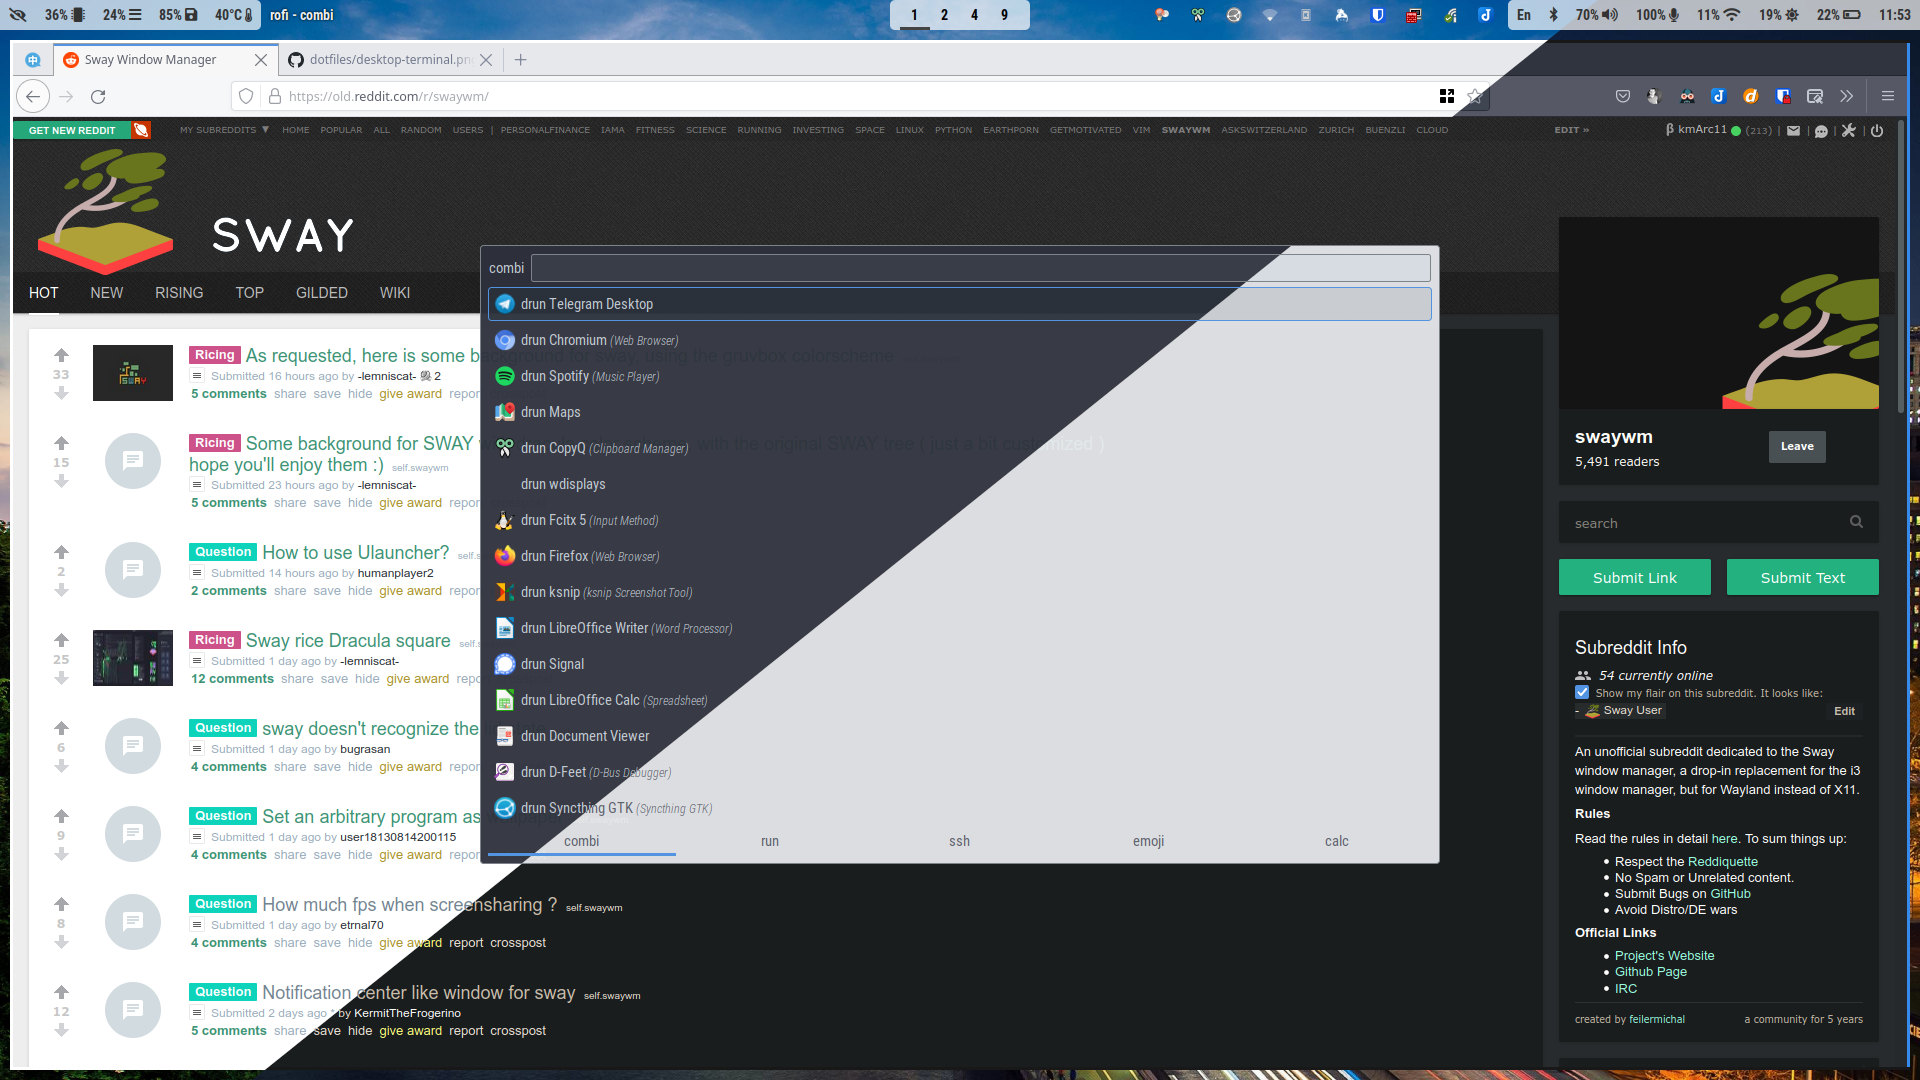 36% 24% 85% 40°C rofi - combi 1 2 4 9 En 70% 100% 11% 19% 22% 11:53
Sway Window Manager dotfiles/desktop-terminal.pn
https://old.reddit.com/r/swaywm/
GET NEW REDDIT MY SUBREDDITS ▼ HOME POPULAR ALL RANDOM USERS | PERSONALFINANCE IAMA FITNESS SCIENCE RUNNING INVESTING SPACE LINUX PYTHON EARTHPORN GETMOTIVATED VIM SWAYWM ASKSWITZERLAND ZURICH BUENZLI CLOUD EDIT » β kmArc11 (213) | | | |
SWAY
HOT NEW RISING TOP GILDED WIKI
33
Ricing As requested, here is some background for sway, using the gruvbox colorscheme
Submitted 16 hours ago by -lemniscat- 2
5 comments share save hide give award repor
15
Ricing Some background for SWAY with the original SWAY tree ( just a bit customized )
hope you'll enjoy them :) self.swaywm
Submitted 23 hours ago by -lemniscat-
5 comments share save hide give award repor
2
Question How to use Ulauncher? self.s
Submitted 14 hours ago by humanplayer2
2 comments share save hide give award repor
25
Ricing Sway rice Dracula square self.s
Submitted 1 day ago by -lemniscat-
12 comments share save hide give award repo
6
Question sway doesn't recognize the
Submitted 1 day ago by bugrasan
4 comments share save hide give award repor
9
Question Set an arbitrary program as
Submitted 1 day ago by user18130814200115
4 comments share save hide give award repor
8
Question How much fps when screensharing ? self.swaywm
Submitted 1 day ago by etrnal70
4 comments share save hide give award report crosspost
12
Question Notification center like window for sway self.swaywm
Submitted 2 days ago * by KermitTheFrogerino
5 comments share save hide give award report crosspost
combi
drun Telegram Desktop
drun Chromium (Web Browser)
drun Spotify (Music Player)
drun Maps
drun CopyQ (Clipboard Manager)
drun wdisplays
drun Fcitx 5 (Input Method)
drun Firefox (Web Browser)
drun ksnip (ksnip Screenshot Tool)
drun LibreOffice Writer (Word Processor)
drun Signal
drun LibreOffice Calc (Spreadsheet)
drun Document Viewer
drun D-Feet (D-Bus Debugger)
drun Syncthing GTK (Syncthing GTK)
combi run ssh emoji calc
swaywm
5,491 readers
Leave
search
Submit Link Submit Text
Subreddit Info
54 currently online
Show my flair on this subreddit. It looks like:
- Sway User Edit
An unofficial subreddit dedicated to the Sway
window manager, a drop-in replacement for the i3
window manager, but for Wayland instead of X11.
Rules
Read the rules in detail here. To sum things up:
• Respect the Reddiquette
• No Spam or Unrelated content.
• Submit Bugs on GitHub
• Avoid Distro/DE wars
Official Links
• Project's Website
• Github Page
• IRC
created by feilermichal a community for 5 years